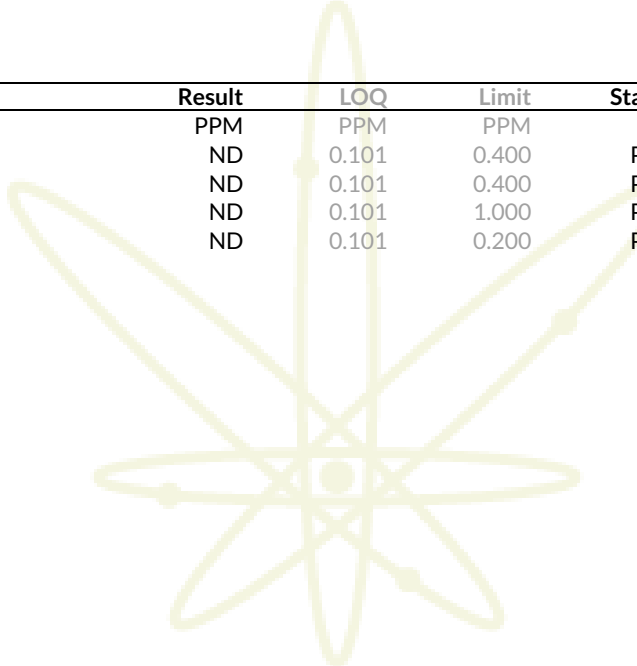 Result LOQ Limit Sta
PPM PPM PPM
ND 0.101 0.400 P
ND 0.101 0.400 P
ND 0.101 1.000 P
ND 0.101 0.200 P